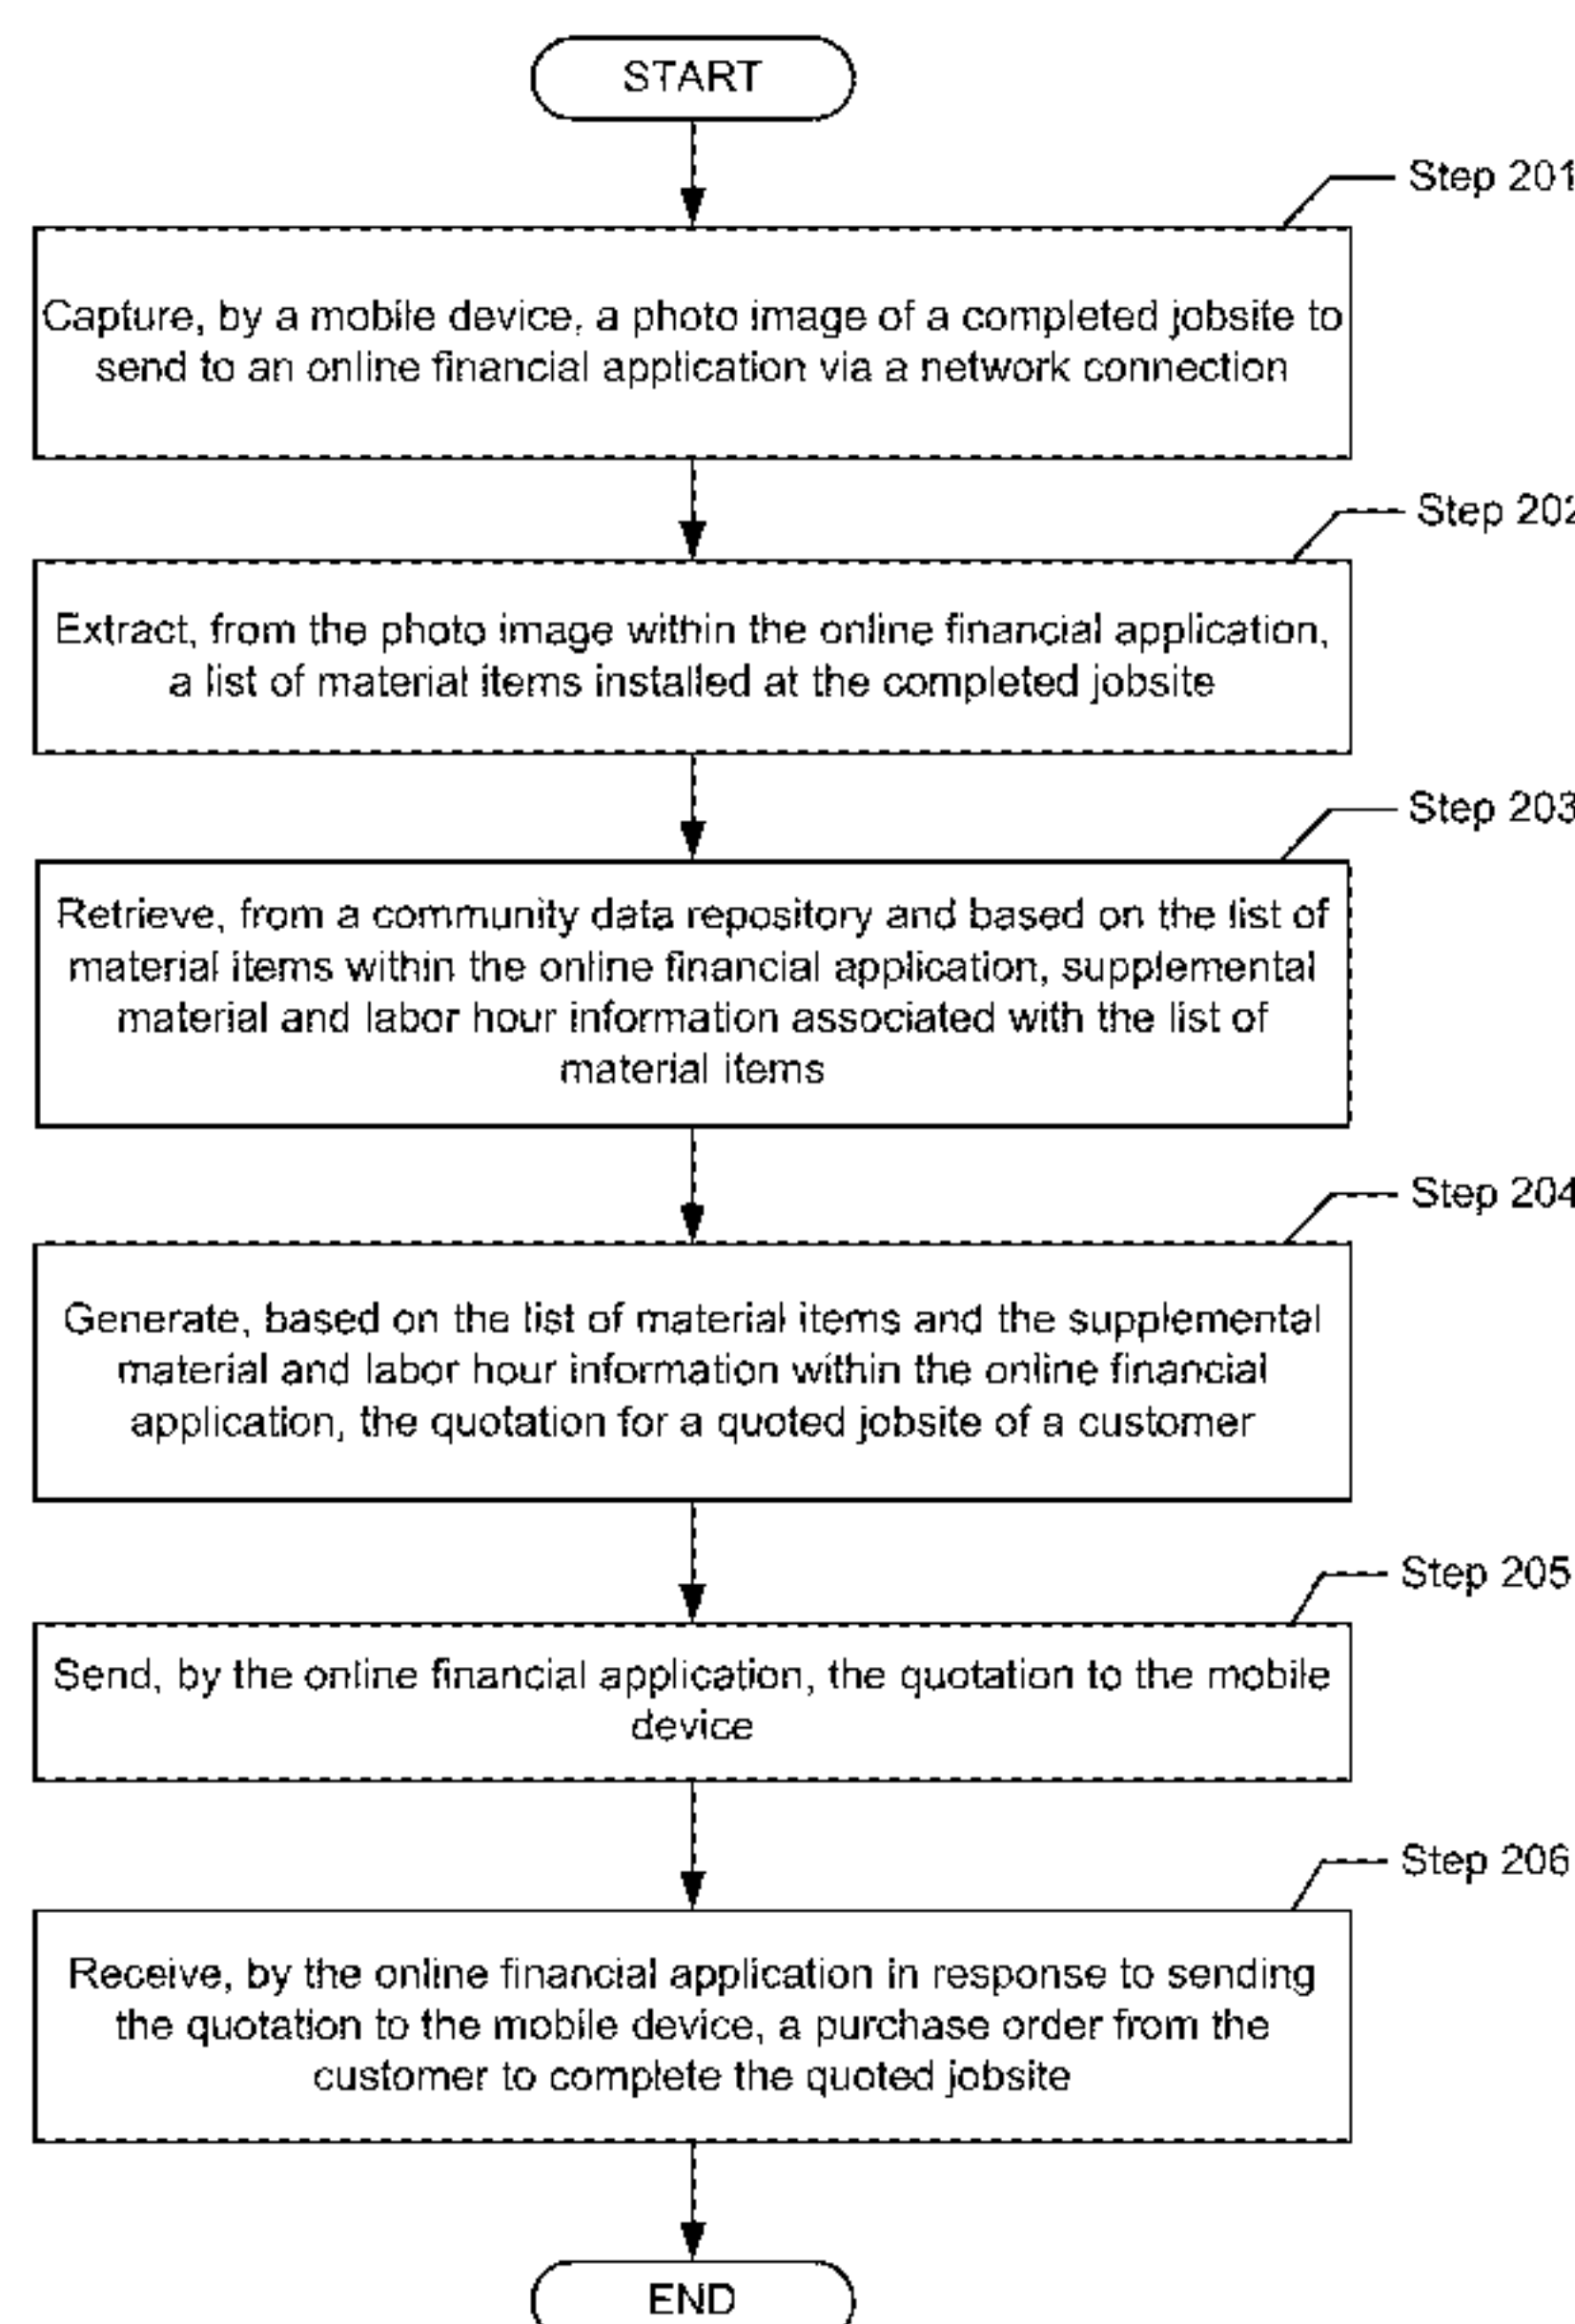 START
Step 201
Capture, by a mobile device, a photo image of a completed jobsite to
send to an online financial application via a network connection
Step 202
Extract, from the photo image within the online financial application,
a list of material items installed at the completed jobsite
Step 203
Retrieve, from a community data repository and based on the list of
material items within the online financial application, supplemental
material and labor hour information associated with the list of
material items
Step 204
Generate, based on the list of material items and the supplemental
material and labor hour information within the online financial
application, the quotation for a quoted jobsite of a customer
Step 205
Send, by the online financial application, the quotation to the mobile
device
Step 206
Receive, by the online financial application in response to sending
the quotation to the mobile device, a purchase order from the
customer to complete the quoted jobsite
END